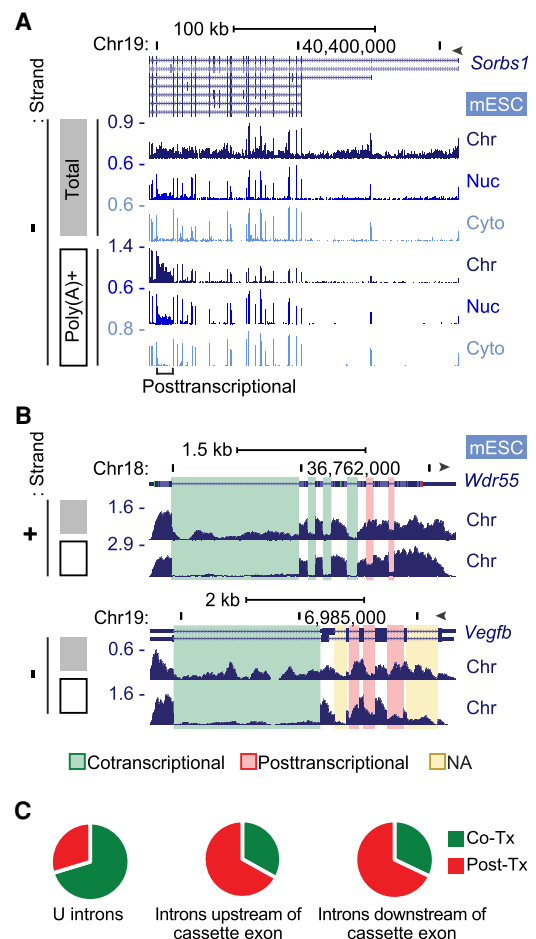 A
100 kb
Chr19:
40,400,000
Sorbs1
: Strand
mESC
-
Total
0.9 -
Chr
0.6 -
Nuc
0.6 -
Cyto
Poly(A)+
1.4 -
Chr
0.6 -
Nuc
0.8 -
Cyto
Posttranscriptional
B
1.5 kb
mESC
Chr18:
36,762,000
Wdr55
: Strand
+
1.6 -
Chr
2.9 -
Chr
2 kb
Chr19:
6,985,000
Vegfb
-
0.6 -
Chr
1.6 -
Chr
Cotranscriptional
Posttranscriptional
NA
C
Co-Tx
Post-Tx
U introns
Introns upstream of
cassette exon
Introns downstream of
cassette exon